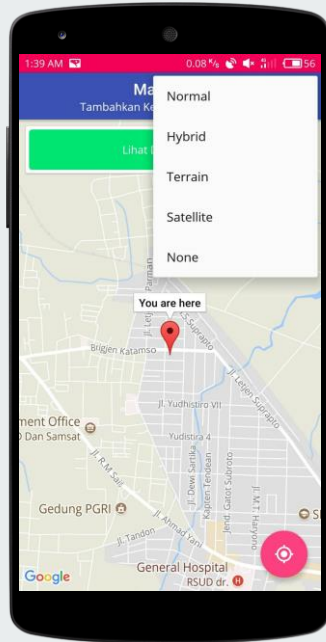 1:39 AM
0.08 K/s
56
Ma
Tambahkan Ke
Lihat
Normal
Hybrid
Terrain
Satellite
None
Jl. Letjen S. Parman
You are here
Brigjen Katamso
Jl. Letjen Suprapto
Jl. Yudhistiro VII
ment Office
Dan Samsat
Yudistira 4
Jl. R.M. Said
Jl. Dewi Sartika
Kapten Tendean
Jend. Gatot Subroto
Jl. M.T. Haryono
Gedung PGRI
Jl. Tandon
Jl. Ahmad Yani
General Hospital
RSUD dr.
Google